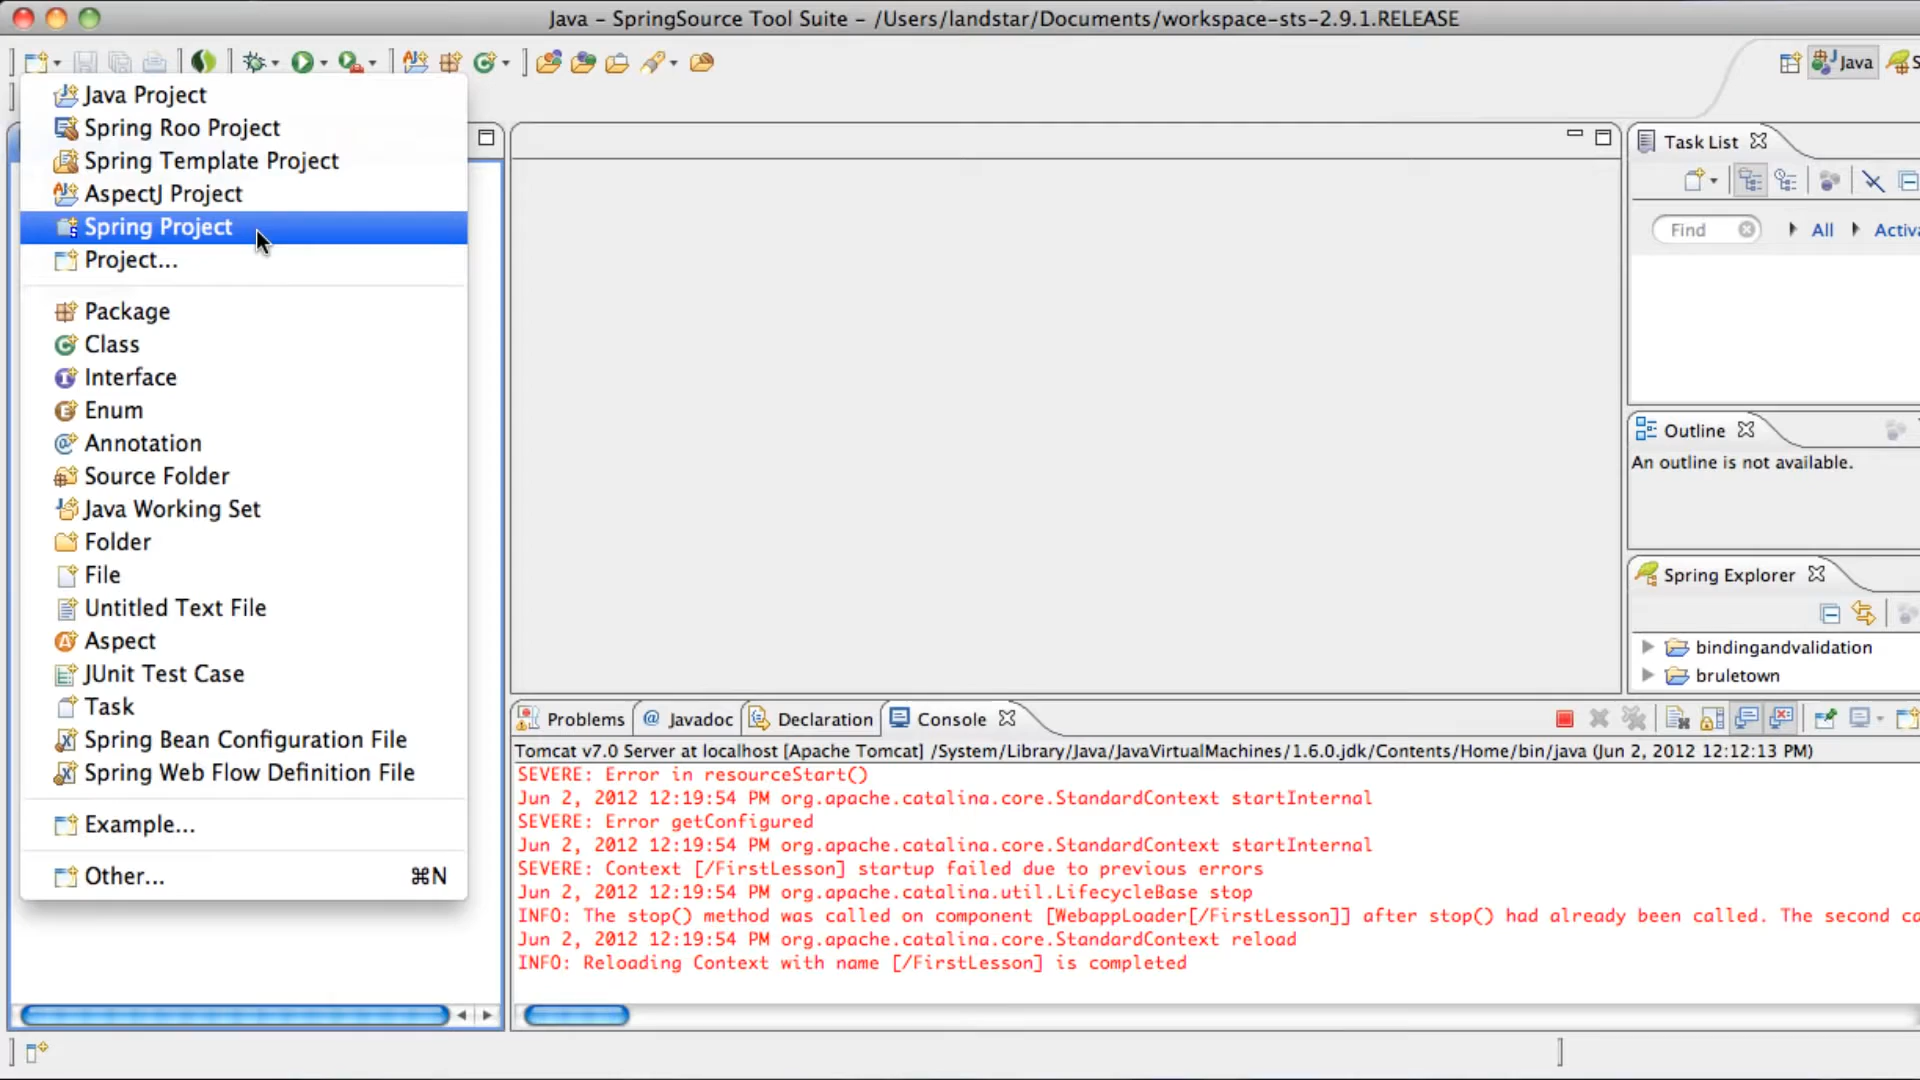 Java – SpringSource Tool Suite – /Users/landstar/Documents/workspace-sts-2.9.1.RELEASE
Java
Java Project
Spring Roo Project
Spring Template Project
AspectJ Project
Spring Project
Project...
Package
Class
Interface
Enum
Annotation
Source Folder
Java Working Set
Folder
File
Untitled Text File
Aspect
JUnit Test Case
Task
Spring Bean Configuration File
Spring Web Flow Definition File
Example...
Other... ⌘N
Task List
Find All Activa
Outline
An outline is not available.
Spring Explorer
bindingandvalidation
bruletown
Problems @ Javadoc Declaration Console
Tomcat v7.0 Server at localhost [Apache Tomcat] /System/Library/Java/JavaVirtualMachines/1.6.0.jdk/Contents/Home/bin/java (Jun 2, 2012 12:12:13 PM)
SEVERE: Error in resourceStart()
Jun 2, 2012 12:19:54 PM org.apache.catalina.core.StandardContext startInternal
SEVERE: Error getConfigured
Jun 2, 2012 12:19:54 PM org.apache.catalina.core.StandardContext startInternal
SEVERE: Context [/FirstLesson] startup failed due to previous errors
Jun 2, 2012 12:19:54 PM org.apache.catalina.util.LifecycleBase stop
INFO: The stop() method was called on component [WebappLoader[/FirstLesson]] after stop() had already been called. The second ca
Jun 2, 2012 12:19:54 PM org.apache.catalina.core.StandardContext reload
INFO: Reloading Context with name [/FirstLesson] is completed